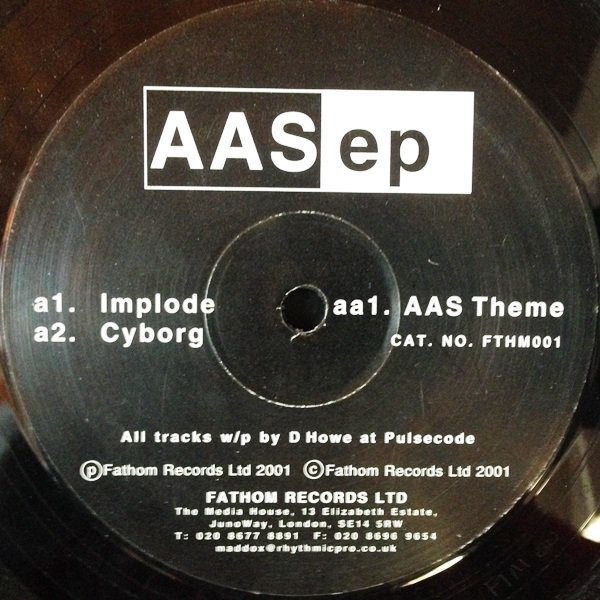 AAS ep
a1. Implode
a2. Cyborg
aa1. AAS Theme
CAT. NO. FTHM001
All tracks w/p by D Howe at Pulsecode
℗Fathom Records Ltd 2001 ©Fathom Records Ltd 2001
FATHOM RECORDS LTD
The Media House, 13 Elizabeth Estate,
JunoWay, London, SE14 5RW
T: 020 8677 8891 F: 020 8696 9654
maddox@rhythmicpro.co.uk